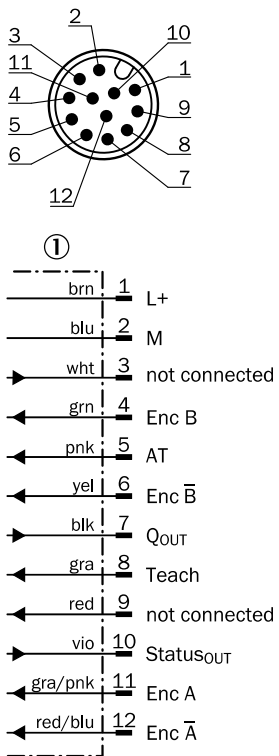 2
3
10
11
1
4
9
5
8
6
7
12
①
brn 1 L+
blu 2 M
wht 3 not connected
grn 4 Enc B
pnk 5 AT
yel 6 Enc B̅
blk 7 Q_OUT
gra 8 Teach
red 9 not connected
vio 10 Status_OUT
gra/pnk 11 Enc A
red/blu 12 Enc A̅